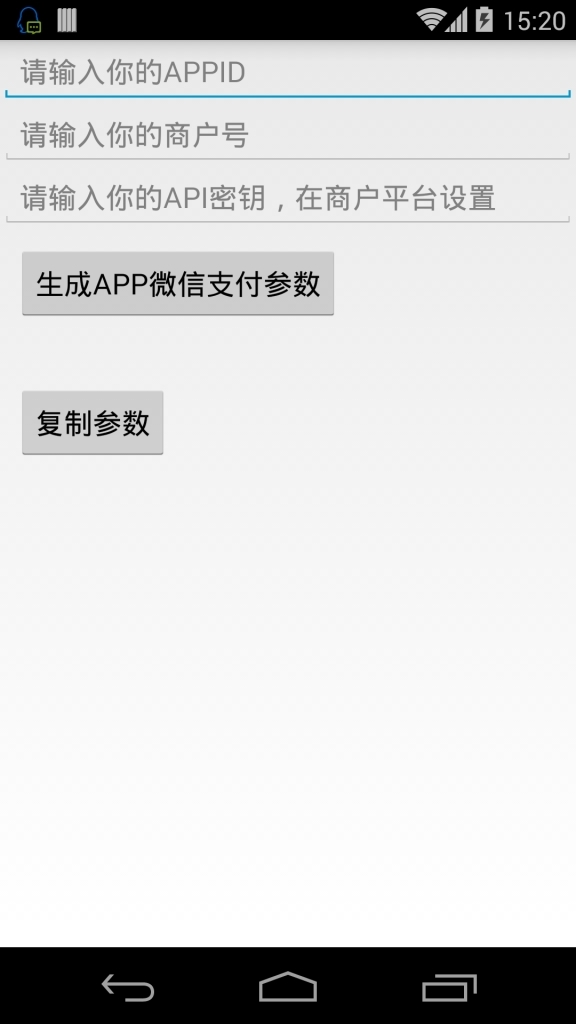 15:20
请输入你的APPID
请输入你的商户号
请输入你的API密钥，在商户平台设置
生成APP微信支付参数
复制参数